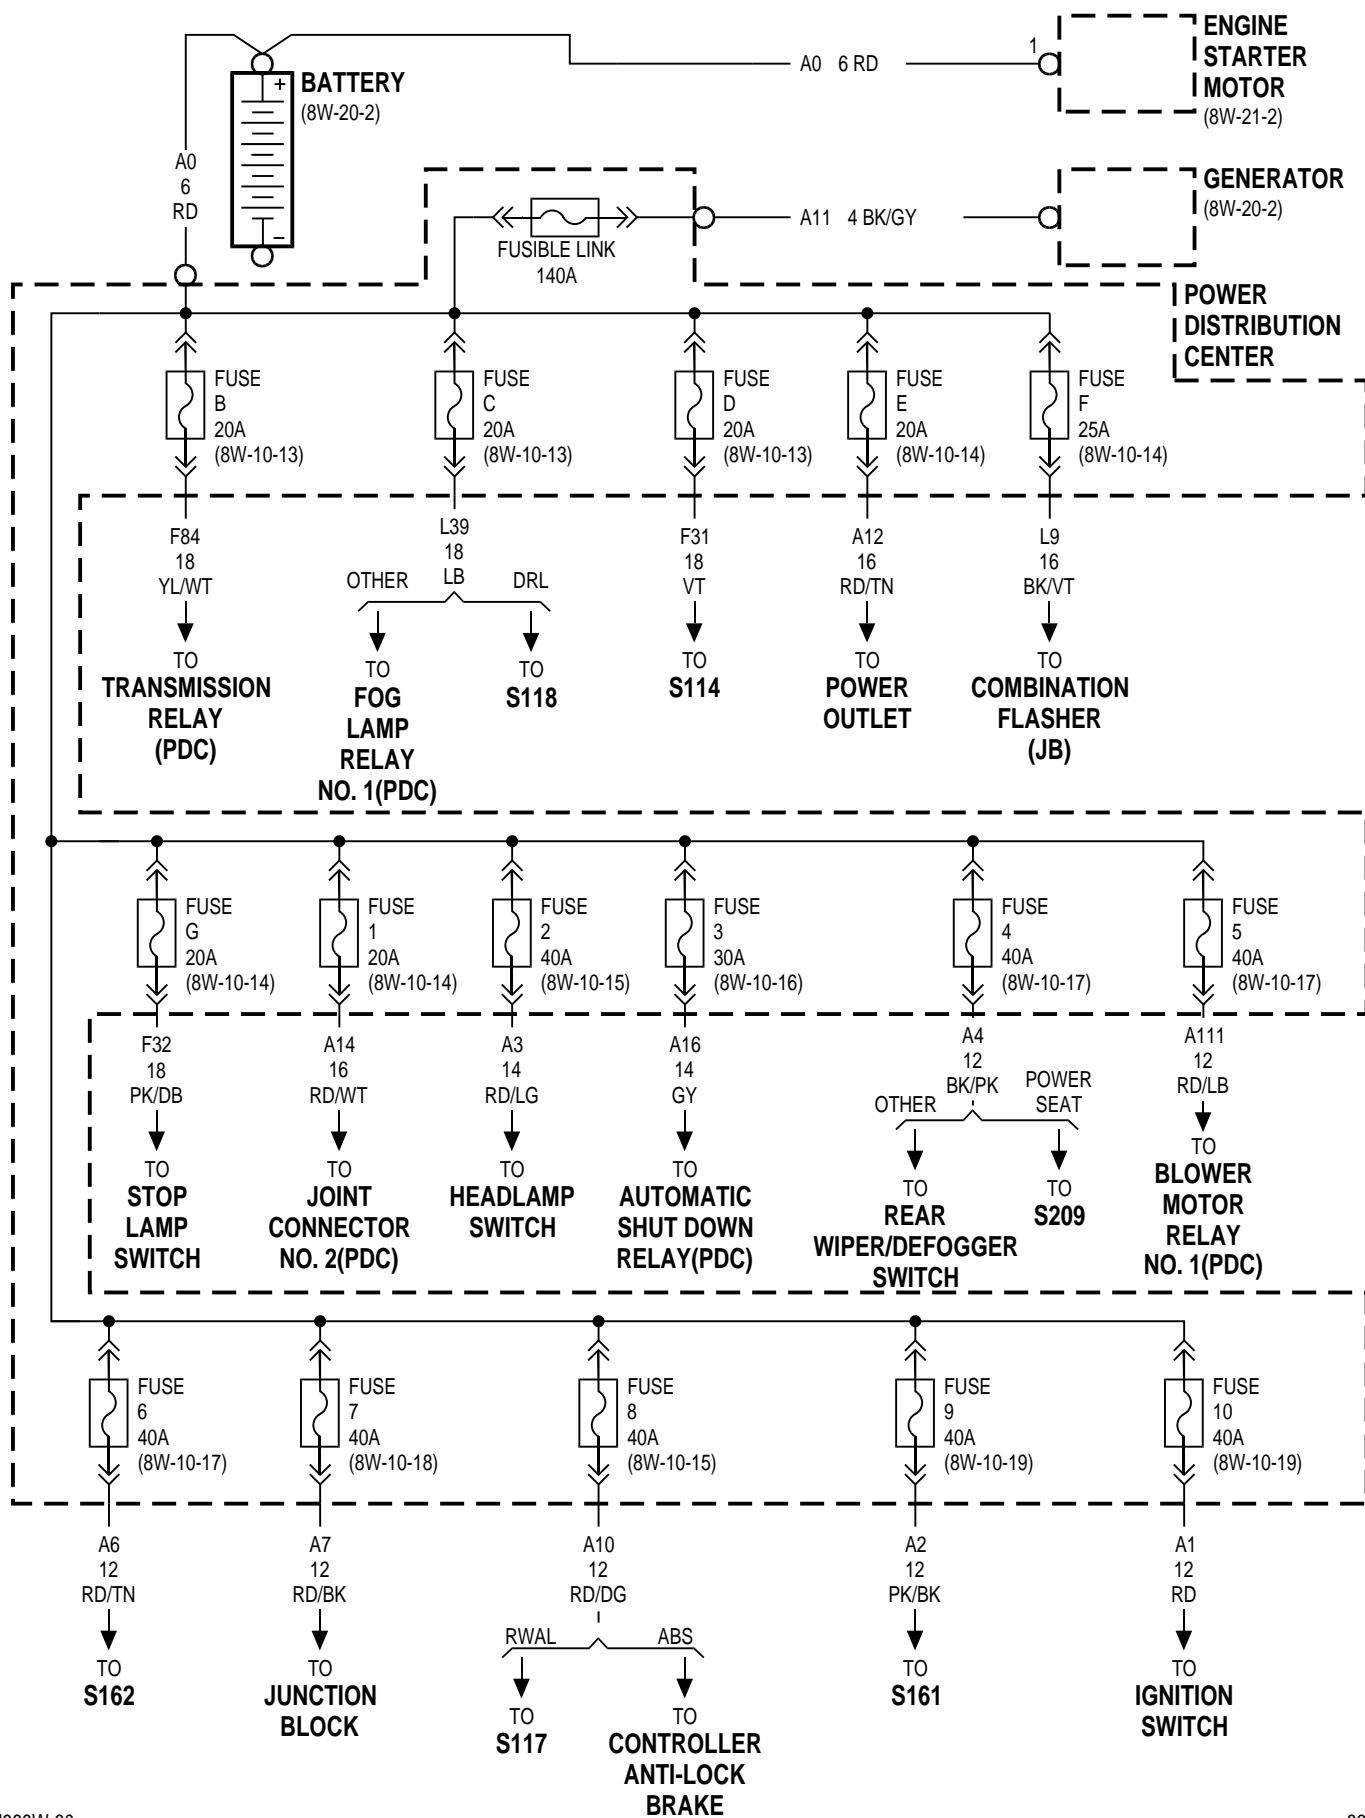 ENGINE
STARTER
MOTOR
(8W-21-2)
1
A0 6 RD
BATTERY
(8W-20-2)
+
-
A0
6
RD
GENERATOR
(8W-20-2)
A11 4 BK/GY
FUSIBLE LINK
140A
POWER
DISTRIBUTION
CENTER
FUSE
B
20A
(8W-10-13)
FUSE
C
20A
(8W-10-13)
FUSE
D
20A
(8W-10-13)
FUSE
E
20A
(8W-10-14)
FUSE
F
25A
(8W-10-14)
F84
18
YL/WT
TO
TRANSMISSION
RELAY
(PDC)
L39
18
LB
OTHER
DRL
TO
FOG
LAMP
RELAY
NO. 1(PDC)
TO
S118
F31
18
VT
TO
S114
A12
16
RD/TN
TO
POWER
OUTLET
L9
16
BK/VT
TO
COMBINATION
FLASHER
(JB)
FUSE
G
20A
(8W-10-14)
FUSE
1
20A
(8W-10-14)
FUSE
2
40A
(8W-10-15)
FUSE
3
30A
(8W-10-16)
FUSE
4
40A
(8W-10-17)
FUSE
5
40A
(8W-10-17)
F32
18
PK/DB
TO
STOP
LAMP
SWITCH
A14
16
RD/WT
TO
JOINT
CONNECTOR
NO. 2(PDC)
A3
14
RD/LG
TO
HEADLAMP
SWITCH
A16
14
GY
TO
AUTOMATIC
SHUT DOWN
RELAY(PDC)
A4
12
BK/PK
OTHER
POWER
SEAT
TO
REAR
WIPER/DEFOGGER
SWITCH
TO
S209
A111
12
RD/LB
TO
BLOWER
MOTOR
RELAY
NO. 1(PDC)
FUSE
6
40A
(8W-10-17)
FUSE
7
40A
(8W-10-18)
FUSE
8
40A
(8W-10-15)
FUSE
9
40A
(8W-10-19)
FUSE
10
40A
(8W-10-19)
A6
12
RD/TN
TO
S162
A7
12
RD/BK
TO
JUNCTION
BLOCK
A10
12
RD/DG
RWAL
ABS
TO
S117
TO
CONTROLLER
ANTI-LOCK
BRAKE
A2
12
PK/BK
TO
S161
A1
12
RD
TO
IGNITION
SWITCH